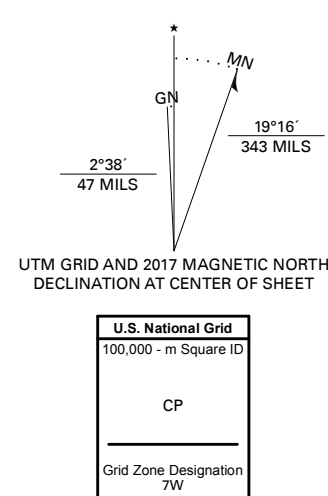 ★
MN
GN
19°16´
343 MILS
2°38´
47 MILS
UTM GRID AND 2017 MAGNETIC NORTH
DECLINATION AT CENTER OF SHEET
U.S. National Grid
100,000 - m Square ID
CP
Grid Zone Designation
7W